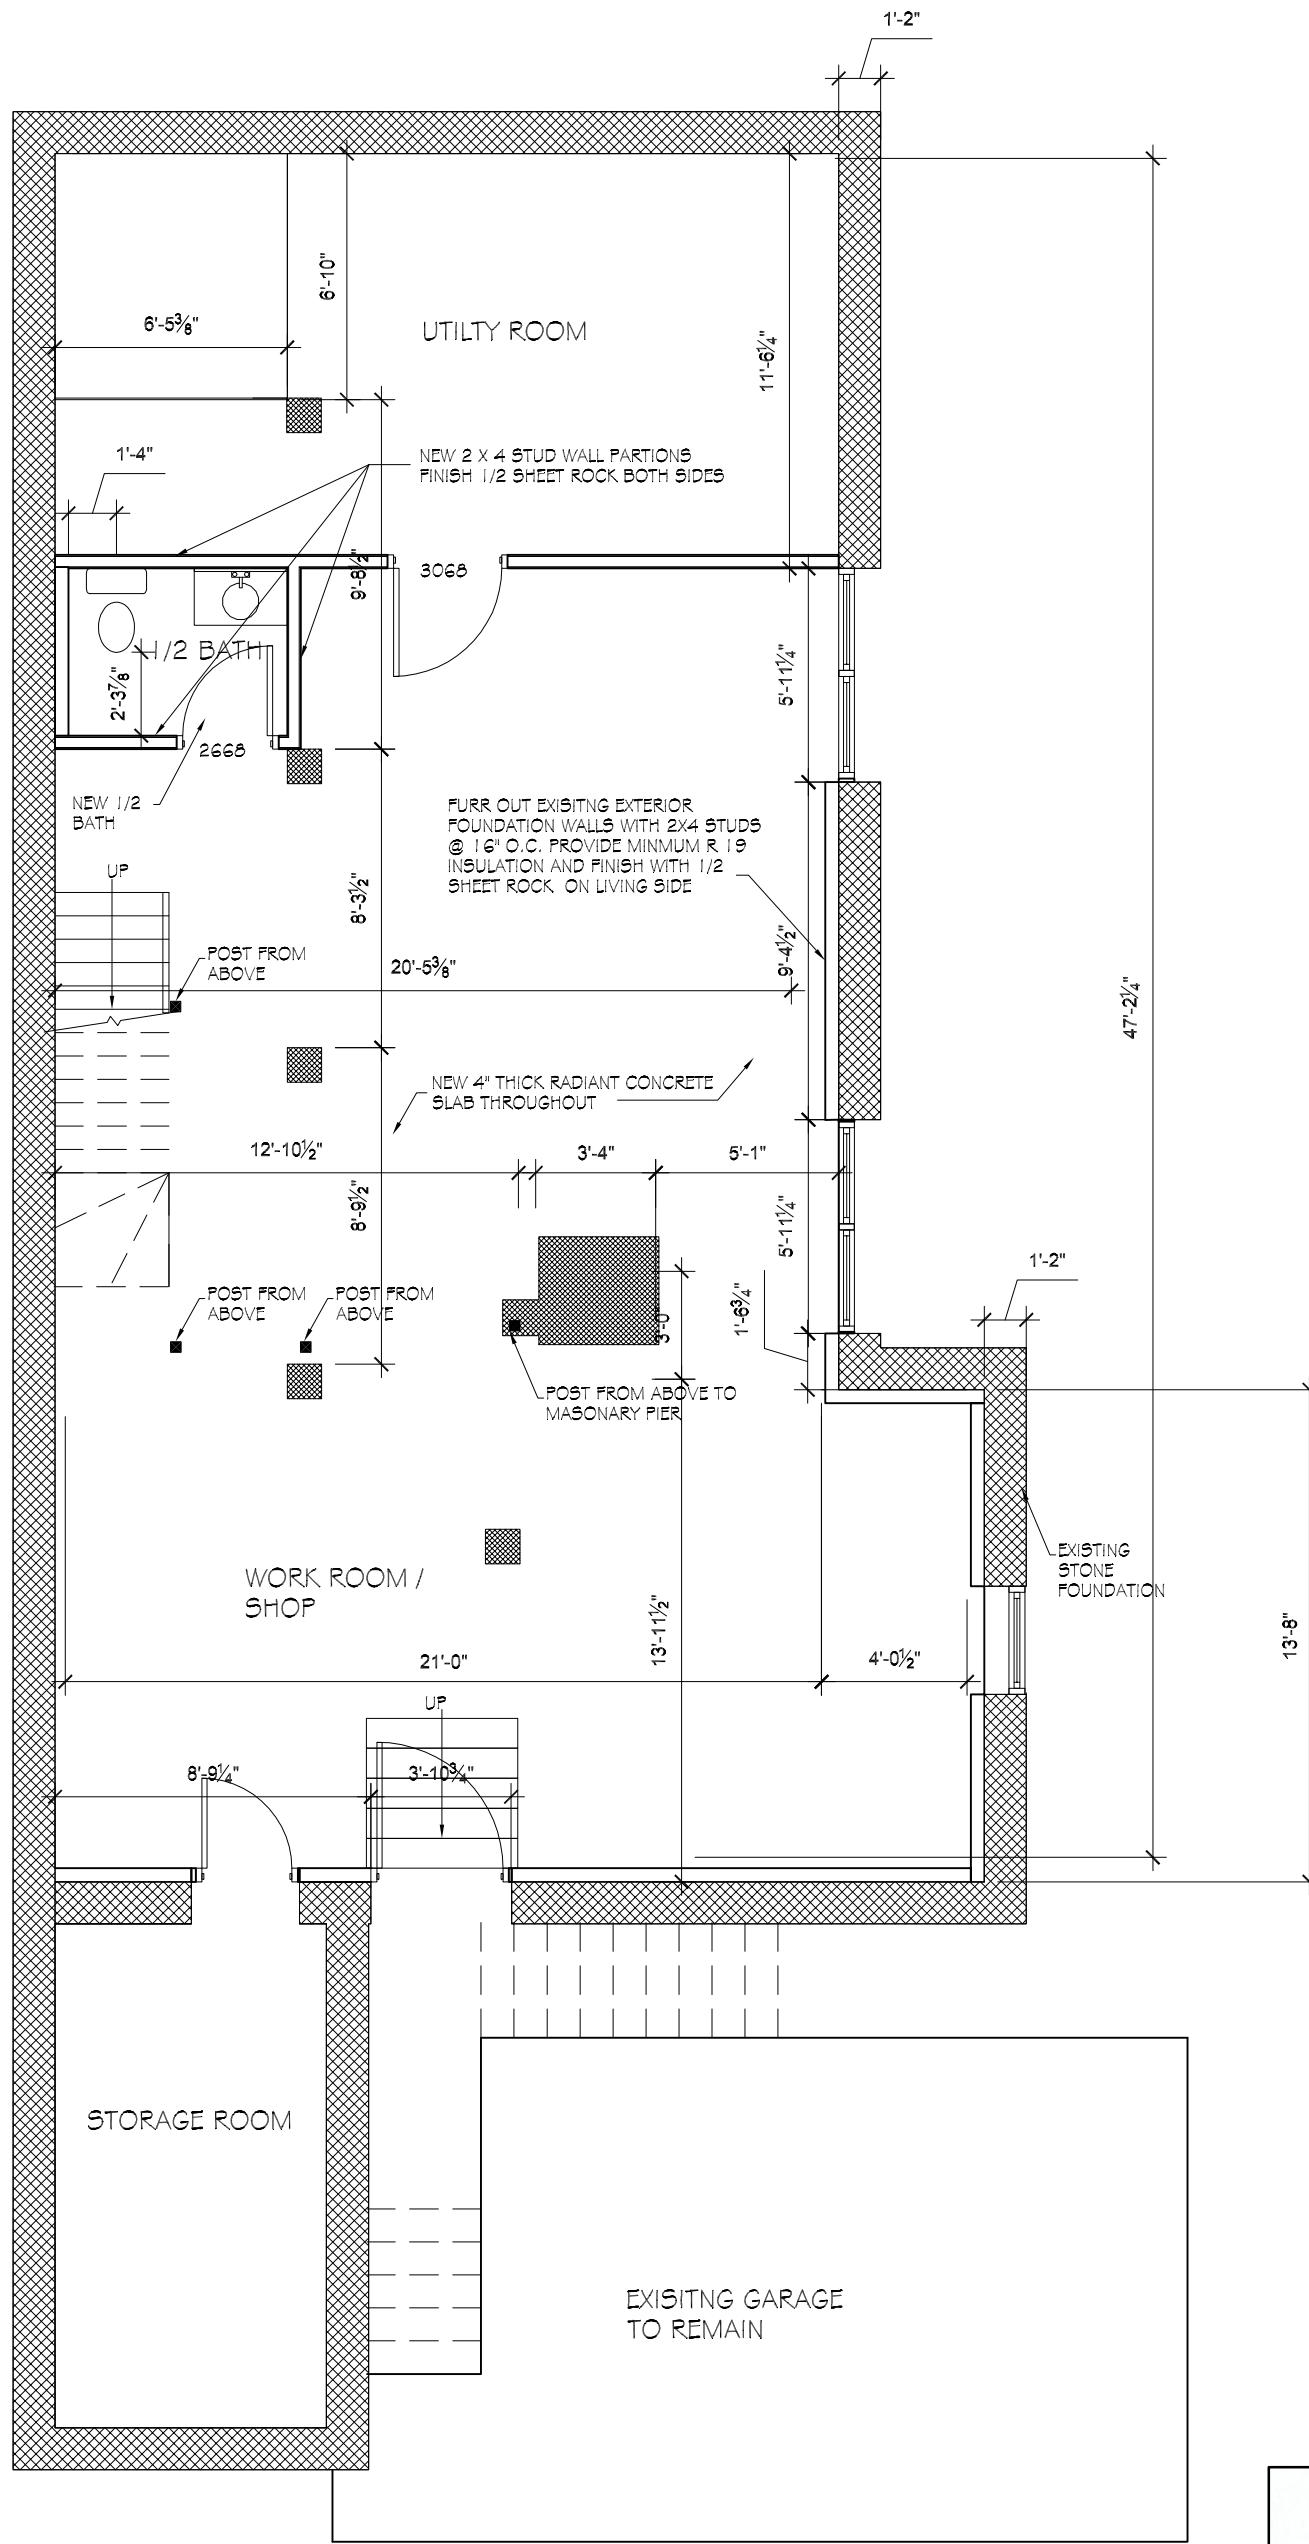 1'-2"
6'-10"
6'-5⅜"
UTILTY ROOM
11'-6¼"
1'-4"
NEW 2 X 4 STUD WALL PARTIONS
FINISH 1/2 SHEET ROCK BOTH SIDES
9'-8½"
3068
1/2 BATH
2'-3⅞"
5'-11¼"
2668
NEW 1/2
BATH
FURR OUT EXISITNG EXTERIOR
FOUNDATION WALLS WITH 2X4 STUDS
@ 16" O.C. PROVIDE MINMUM R 19
INSULATION AND FINISH WITH 1/2
SHEET ROCK ON LIVING SIDE
UP
8'-3½"
POST FROM
ABOVE
20'-5⅜"
9'-4½"
47'-2¼"
NEW 4" THICK RADIANT CONCRETE
SLAB THROUGHOUT
12'-10½"
3'-4"
5'-1"
8'-9½"
5'-11¼"
1'-2"
POST FROM
ABOVE
POST FROM
ABOVE
1'-6¾"
3'-0"
POST FROM ABOVE TO
MASONARY PIER
EXISTING
STONE
FOUNDATION
WORK ROOM /
SHOP
13'-11½"
13'-8"
21'-0"
4'-0½"
UP
8'-9¼"
3'-10¾"
STORAGE ROOM
EXISITNG GARAGE
TO REMAIN